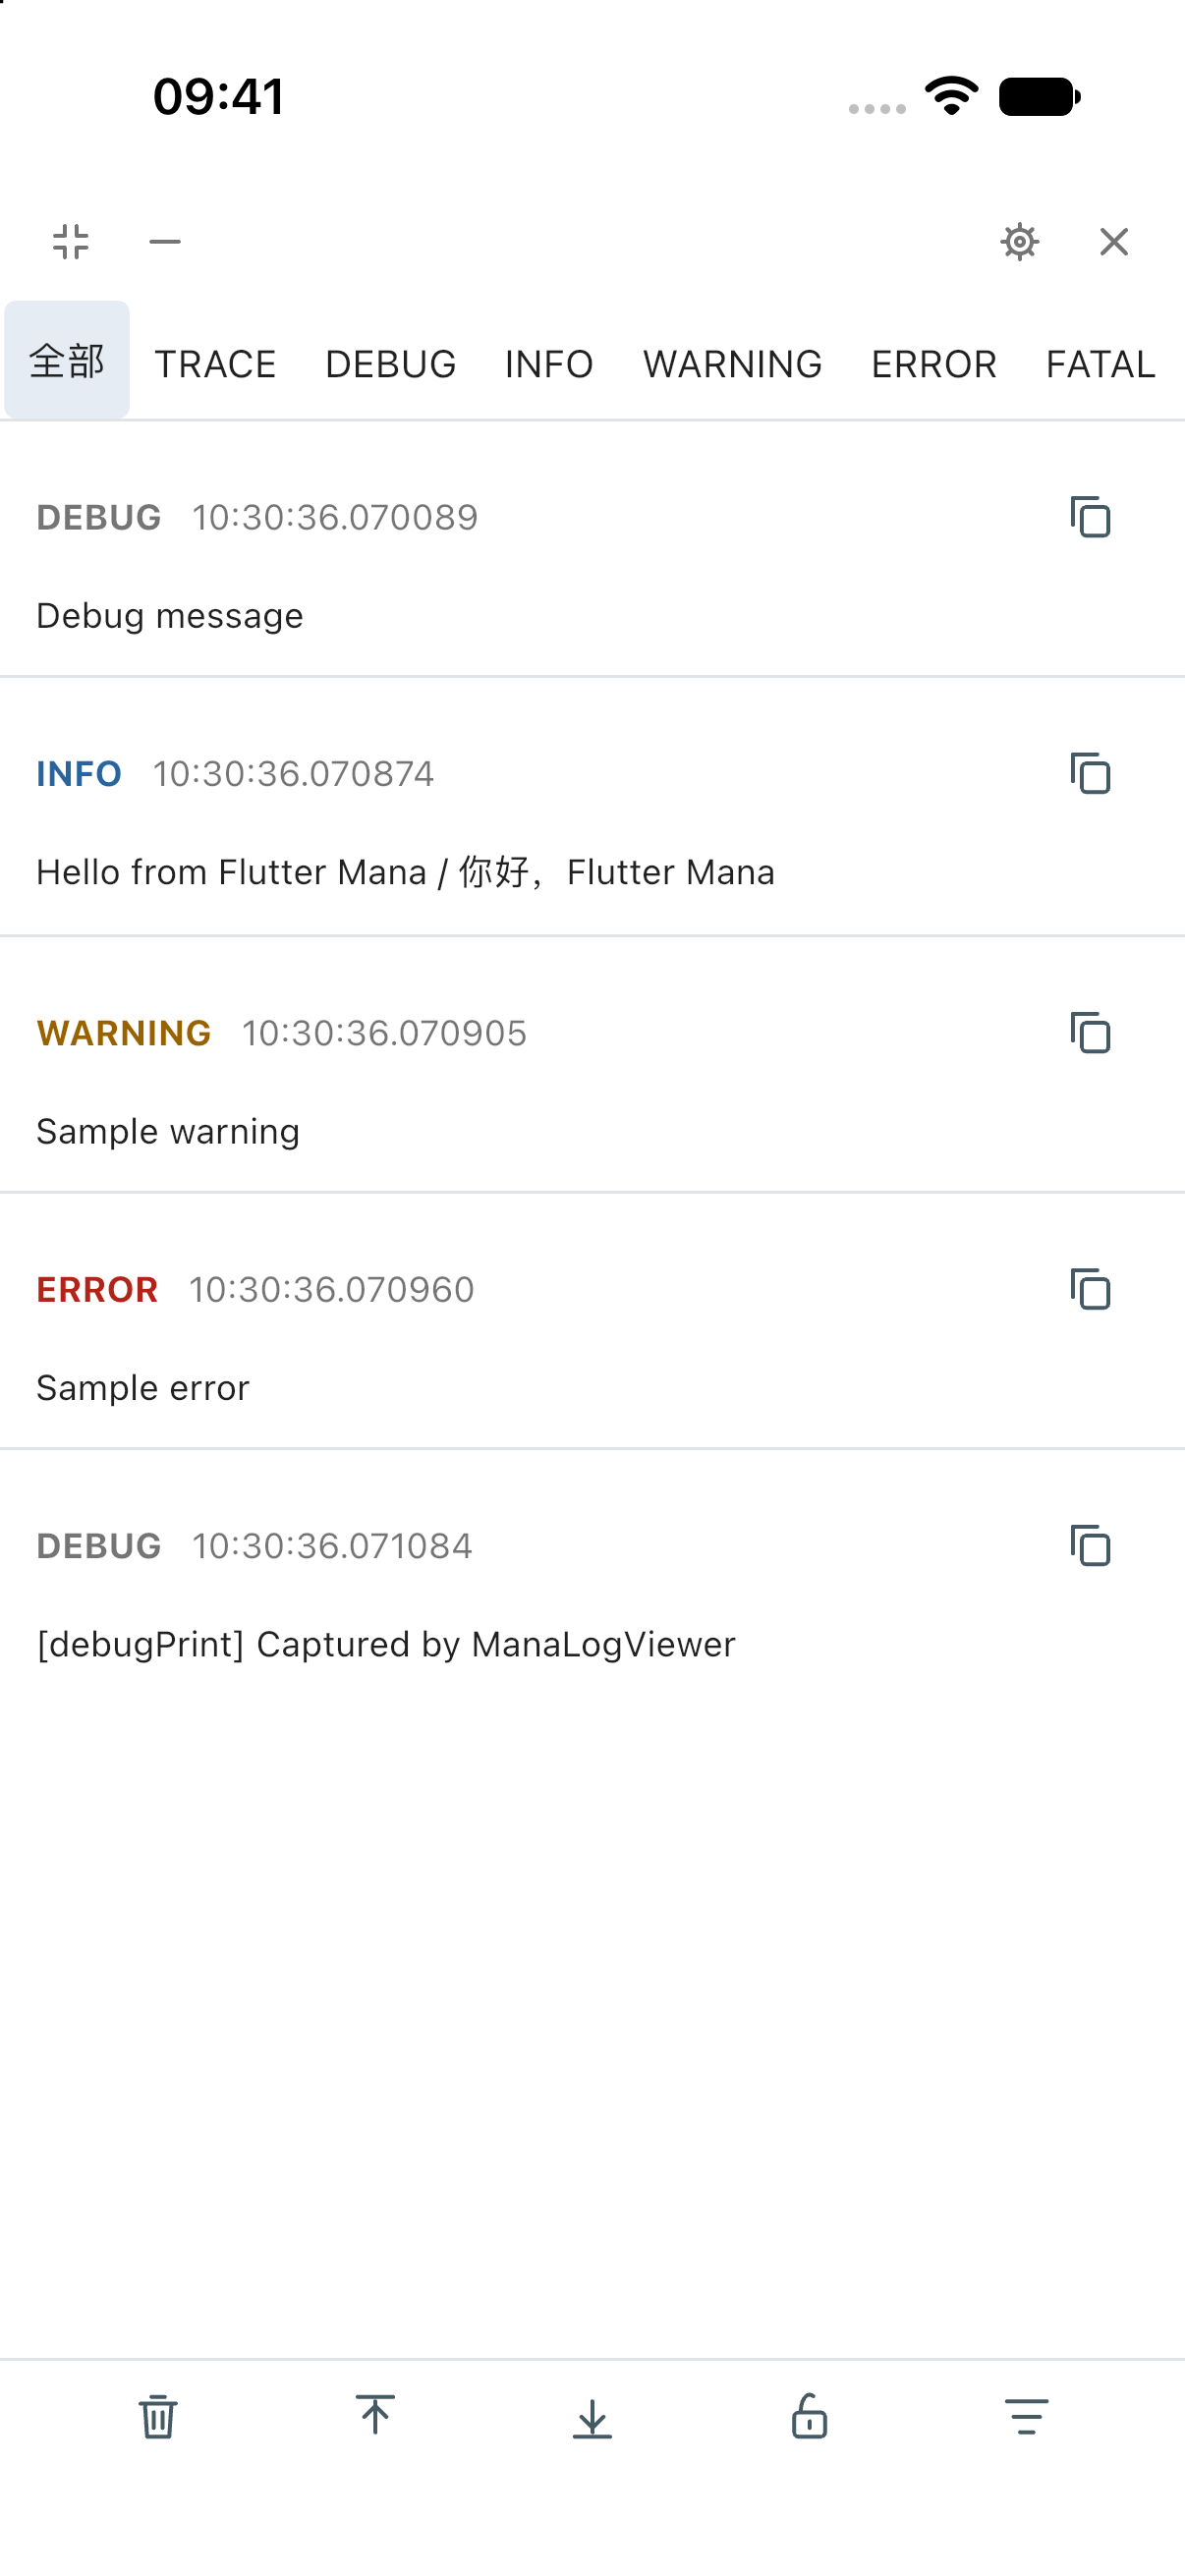 09:41
全部 TRACE DEBUG INFO WARNING ERROR FATAL
DEBUG 10:30:36.070089
Debug message
INFO 10:30:36.070874
Hello from Flutter Mana / 你好，Flutter Mana
WARNING 10:30:36.070905
Sample warning
ERROR 10:30:36.070960
Sample error
DEBUG 10:30:36.071084
[debugPrint] Captured by ManaLogViewer